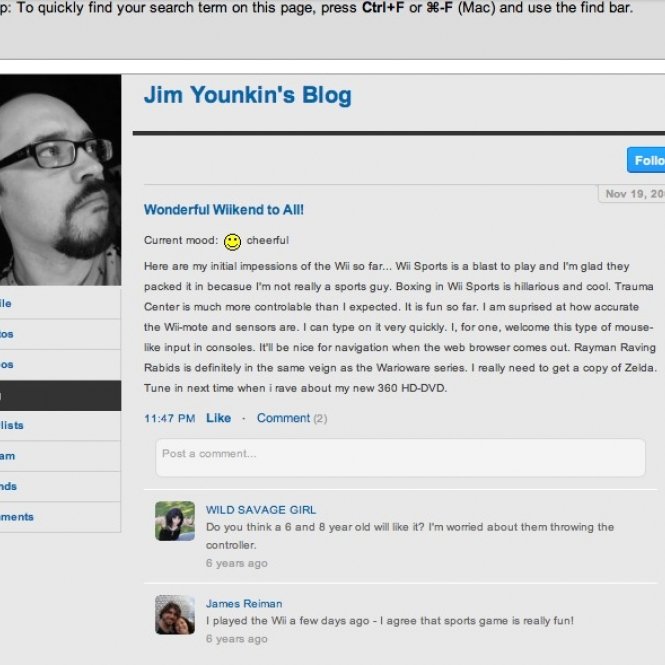 p: To quickly find your search term on this page, press Ctrl+F or ⌘-F (Mac) and use the find bar.
Jim Younkin's Blog
Follo
Nov 19, 20
Wonderful Wiikend to All!
Current mood: cheerful
Here are my initial impessions of the Wii so far... Wii Sports is a blast to play and I'm glad they
packed it in becasue I'm not really a sports guy. Boxing in Wii Sports is hillarious and cool. Trauma
Center is much more controlable than I expected. It is fun so far. I am suprised at how accurate
the Wii-mote and sensors are. I can type on it very quickly. I, for one, welcome this type of mouse-
like input in consoles. It'll be nice for navigation when the web browser comes out. Rayman Raving
Rabids is definitely in the same veign as the Warioware series. I really need to get a copy of Zelda.
Tune in next time when i rave about my new 360 HD-DVD.
11:47 PM Like · Comment (2)
Post a comment...
WILD SAVAGE GIRL
Do you think a 6 and 8 year old will like it? I'm worried about them throwing the
controller.
6 years ago
James Reiman
I played the Wii a few days ago - I agree that sports game is really fun!
6 years ago
ile
tos
os
lists
am
nds
ments